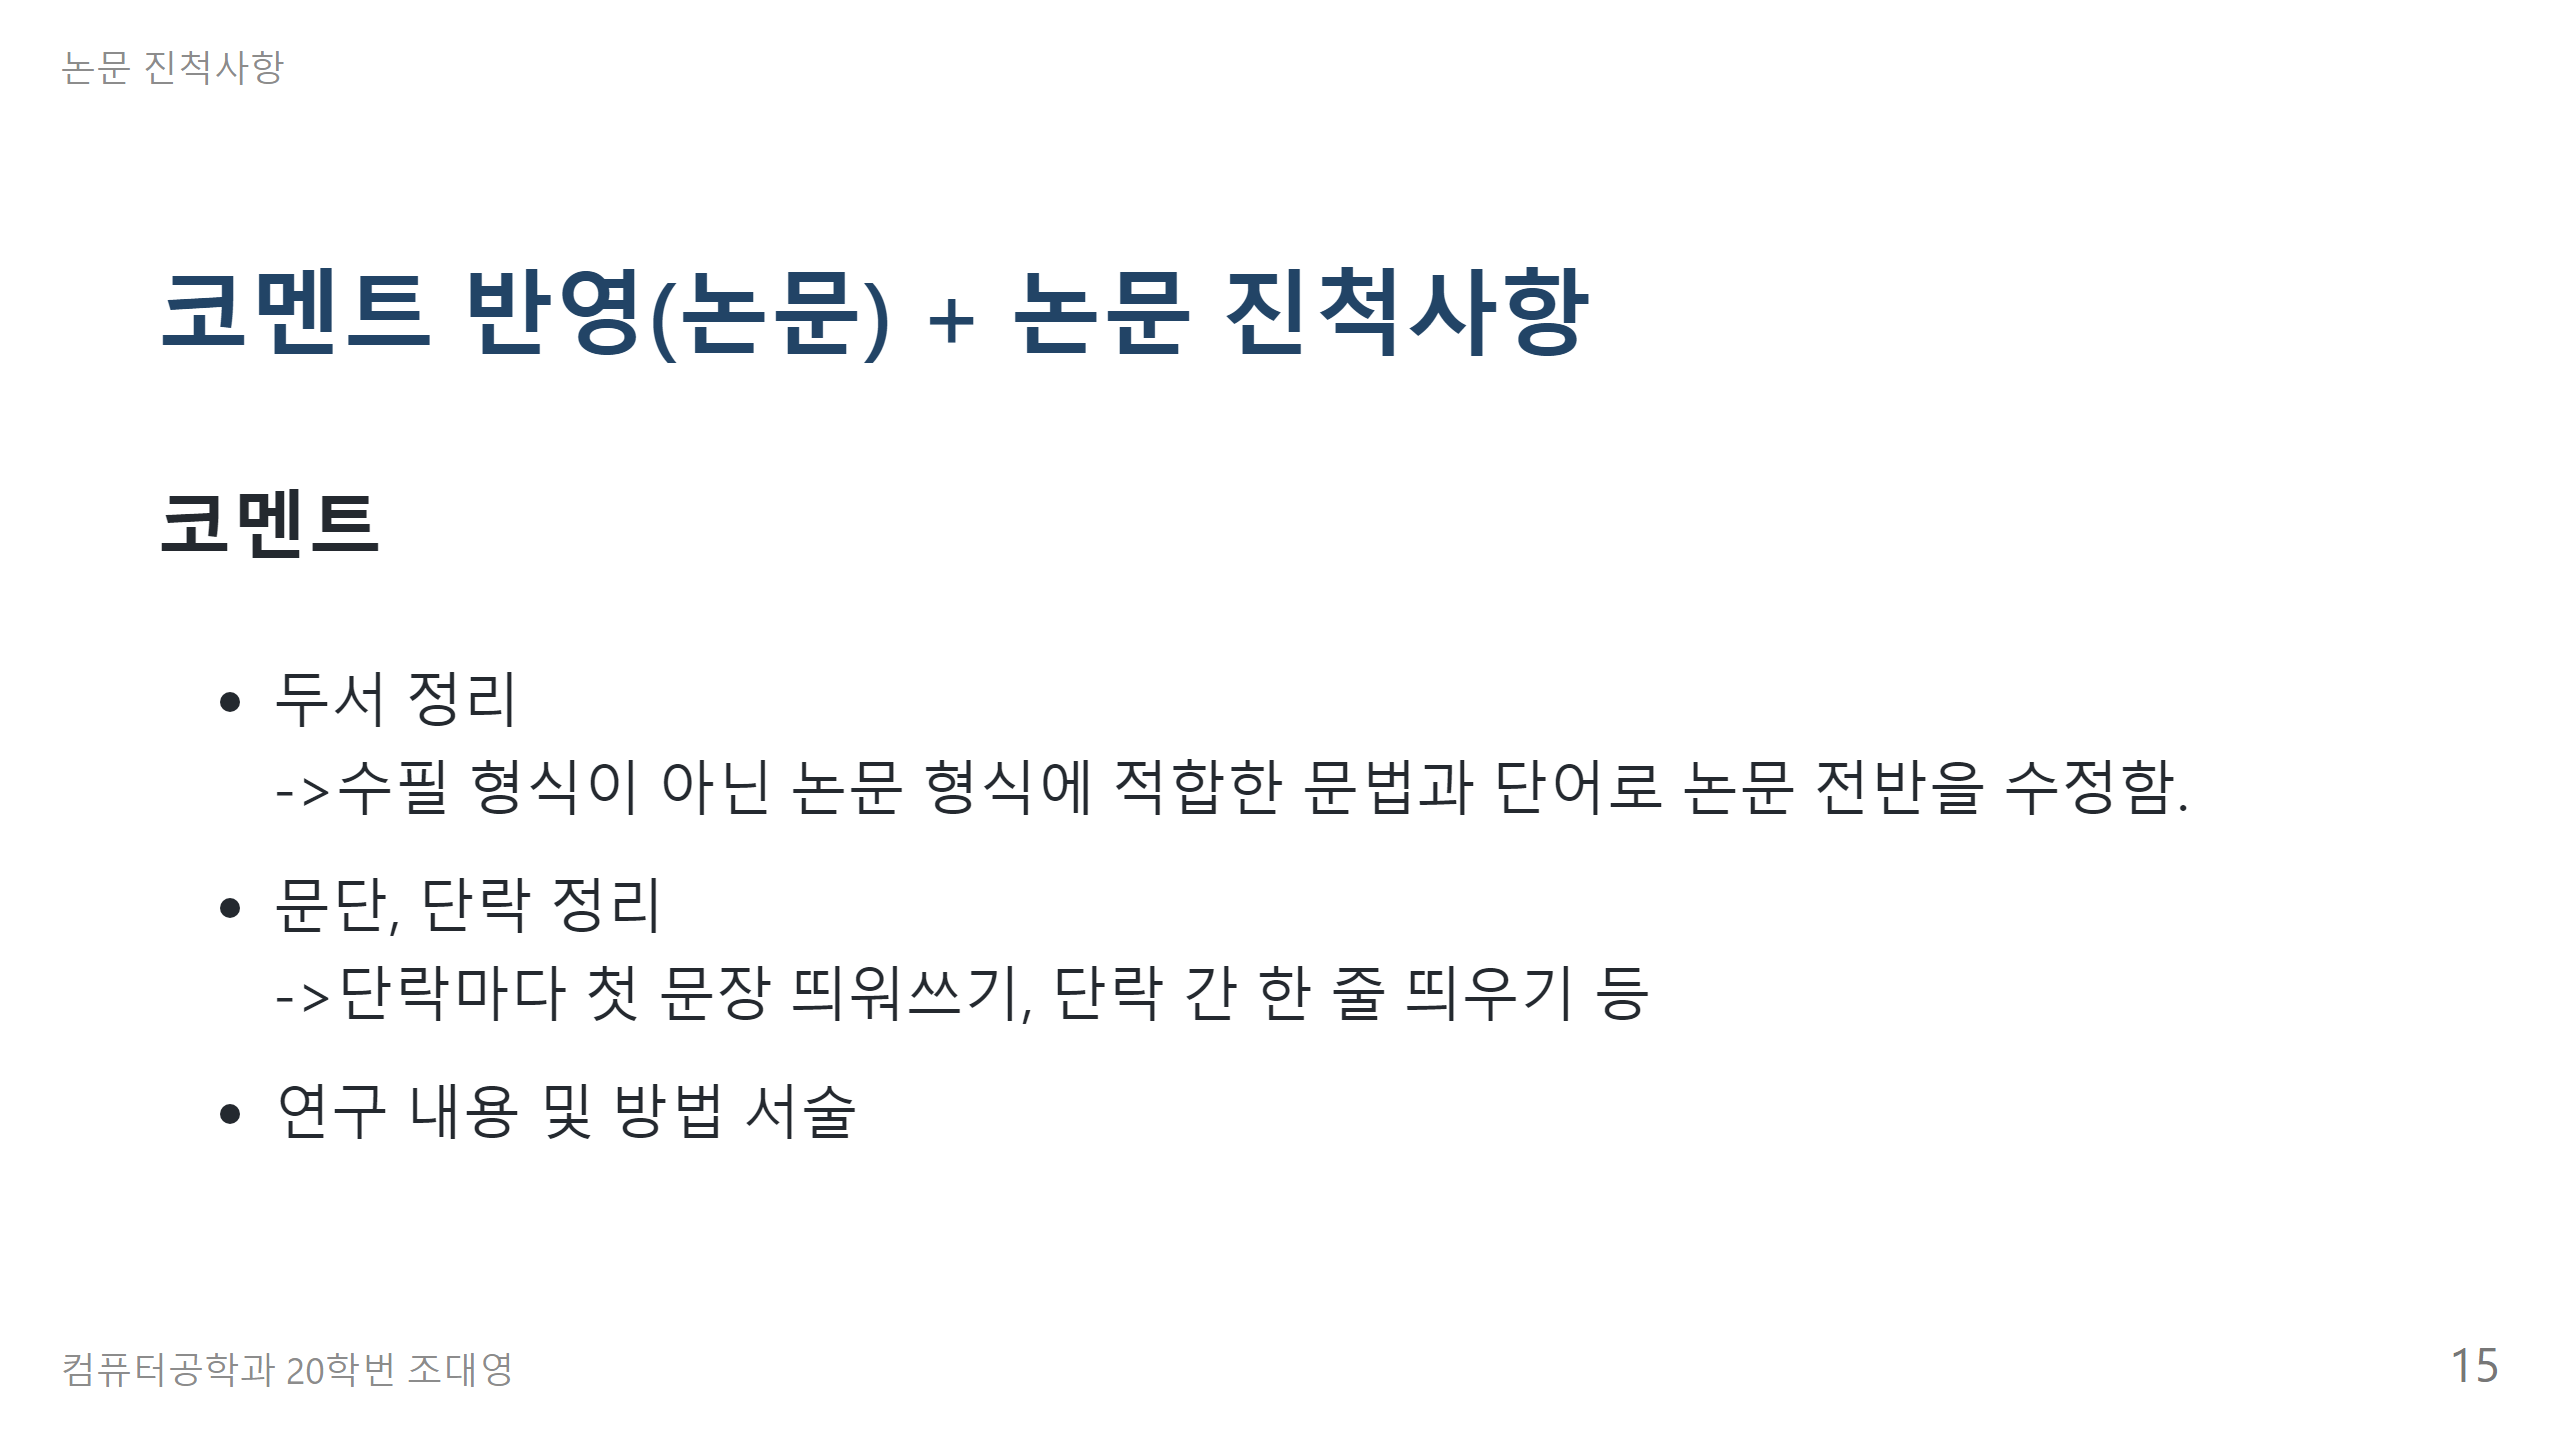 논문 진척사항
코멘트 반영(논문) + 논문 진척사항
코멘트
• 두서 정리
->수필 형식이 아닌 논문 형식에 적합한 문법과 단어로 논문 전반을 수정함.
• 문단, 단락 정리
->단락마다 첫 문장 띄워쓰기, 단락 간 한 줄 띄우기 등
• 연구 내용 및 방법 서술
컴퓨터공학과 20학번 조대영
15